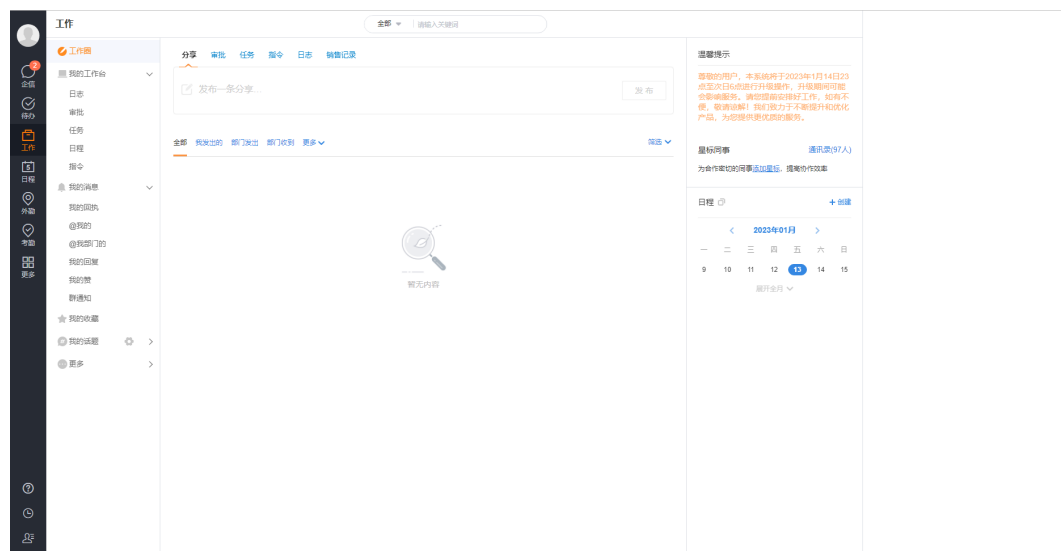 工作
全部
请输入关键词
2
企信
待办
工作
5
日程
外勤
考勤
更多
工作圈
我的工作台
日志
审批
任务
日程
指令
我的消息
我的回执
@我的
@我部门的
我的回复
我的赞
群通知
我的收藏
我的话题
更多
分享 审批 任务 指令 日志 销售记录
发布一条分享...
发布
全部 我发出的 部门发出 部门收到 更多
筛选
暂无内容
温馨提示
尊敬的用户，本系统将于2023年1月14日23
点至次日6点进行升级操作，升级期间可能
会影响服务。请您提前安排好工作，如有不
便，敬请谅解！我们致力于不断提升和优化
产品，为您提供更优质的服务。
星标同事 通讯录(97人)
为合作密切的同事添加星标，提高协作效率
日程 + 创建
2023年01月
一 二 三 四 五 六 日
9 10 11 12 13 14 15
展开全月